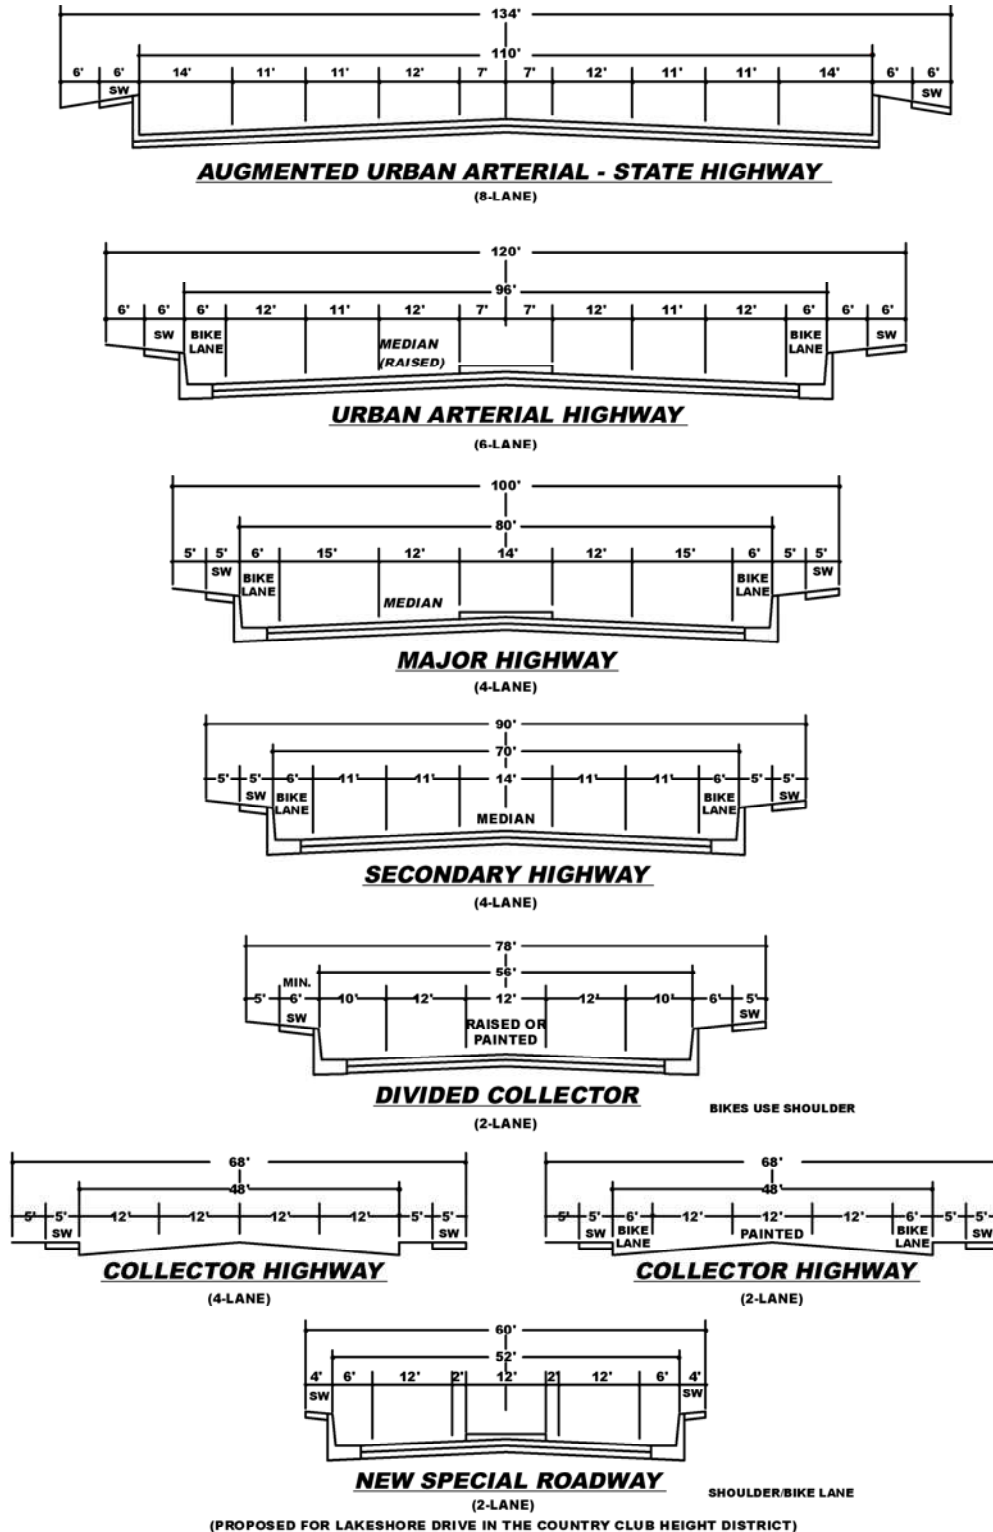 134'
110'
6' 6' 14' 11' 11' 12' 7' 7' 12' 11' 11' 14' 6' 6'
SW SW
AUGMENTED URBAN ARTERIAL - STATE HIGHWAY
(8-LANE)
120'
96'
6' 6' 6' 12' 11' 12' 7' 7' 12' 11' 12' 6' 6' 6'
SW BIKE LANE MEDIAN (RAISED) BIKE LANE SW
URBAN ARTERIAL HIGHWAY
(6-LANE)
100'
80'
5' 5' 6' 15' 12' 14' 12' 15' 6' 5' 5'
SW BIKE LANE MEDIAN BIKE LANE SW
MAJOR HIGHWAY
(4-LANE)
90'
70'
5' 5' 6' 11' 11' 14' 11' 11' 6' 5' 5'
SW BIKE LANE MEDIAN BIKE LANE SW
SECONDARY HIGHWAY
(4-LANE)
78'
56'
MIN.
5' 6' 10' 12' 12' 12' 10' 6' 5'
SW RAISED OR PAINTED SW
DIVIDED COLLECTOR
(2-LANE)
BIKES USE SHOULDER
68'
48'
5' 5' 12' 12' 12' 12' 5' 5'
SW SW
COLLECTOR HIGHWAY
(4-LANE)
68'
48'
5' 5' 6' 12' 12' 12' 6' 5' 5'
SW BIKE LANE PAINTED BIKE LANE SW
COLLECTOR HIGHWAY
(2-LANE)
60'
52'
4' 6' 12' 2' 12' 2' 12' 6' 4'
SW SW
NEW SPECIAL ROADWAY
(2-LANE)
SHOULDER/BIKE LANE
(PROPOSED FOR LAKESHORE DRIVE IN THE COUNTRY CLUB HEIGHT DISTRICT)